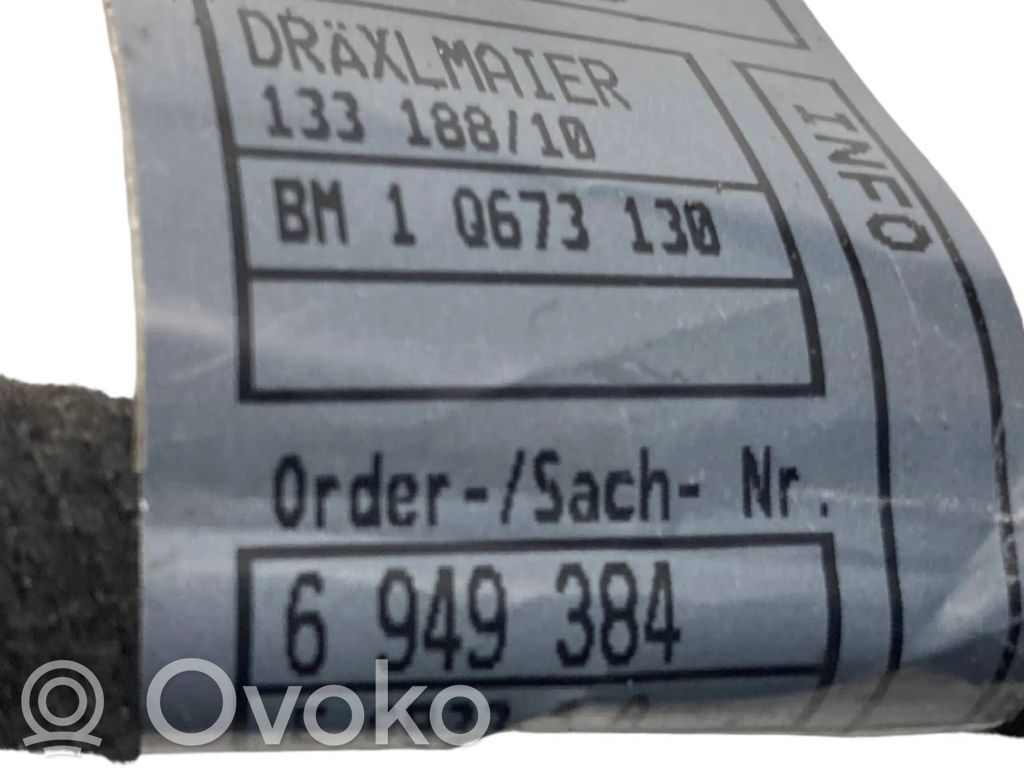 DRÄXLMAIER
133 188/10
BM 1 Q673 130
INFO
Order-/Sach- Nr.
6 949 384
Ovoko